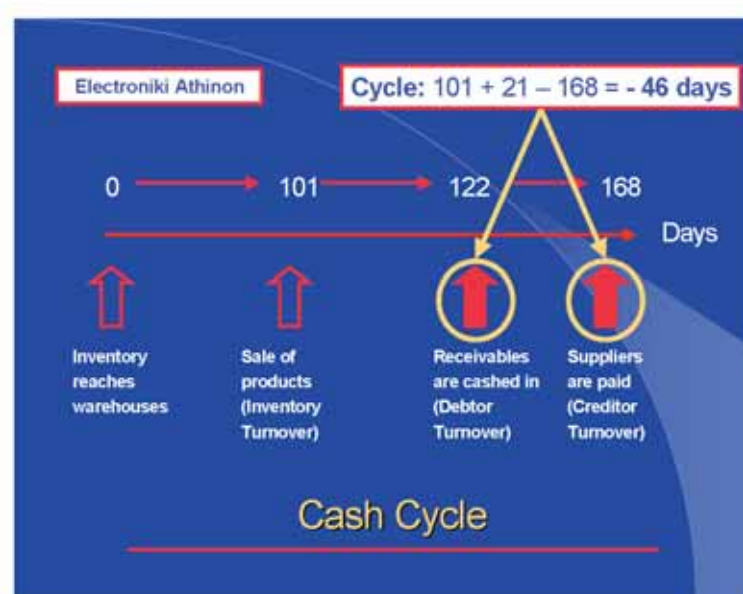 Electroniki Athinon
Cycle: 101 + 21 – 168 = - 46 days
0 101 122 168
Days
Inventory
reaches
warehouses
Sale of
products
(Inventory
Turnover)
Receivables
are cashed in
(Debtor
Turnover)
Suppliers
are paid
(Creditor
Turnover)
Cash Cycle